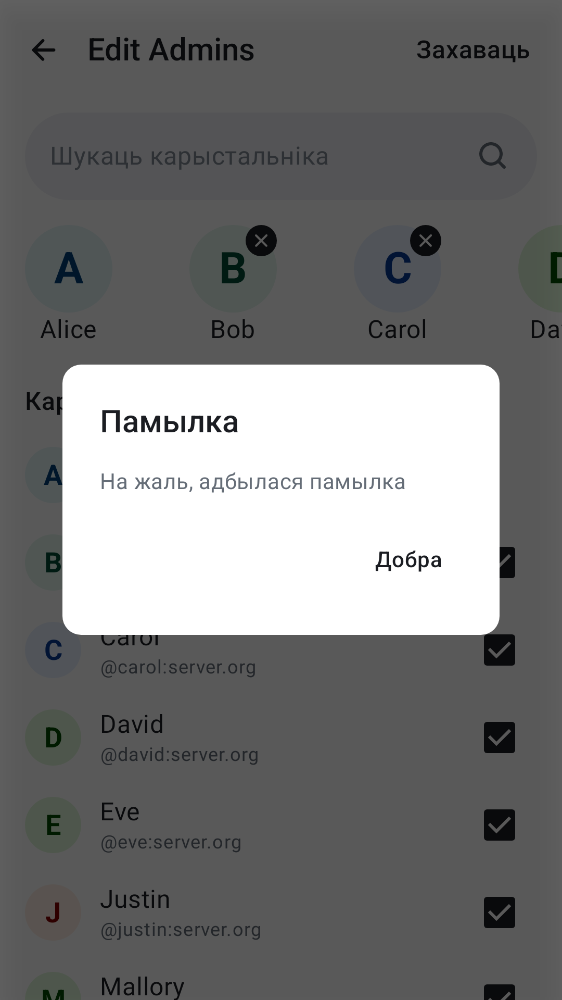 Edit Admins
Захаваць
Шукаць карыстальніка
A
B
C
Alice
Bob
Carol
Da
Кар
Памылка
На жаль, адбылася памылка
Добра
A
B
C
Carol
@carol:server.org
D
David
@david:server.org
E
Eve
@eve:server.org
J
Justin
@justin:server.org
M
Mallory